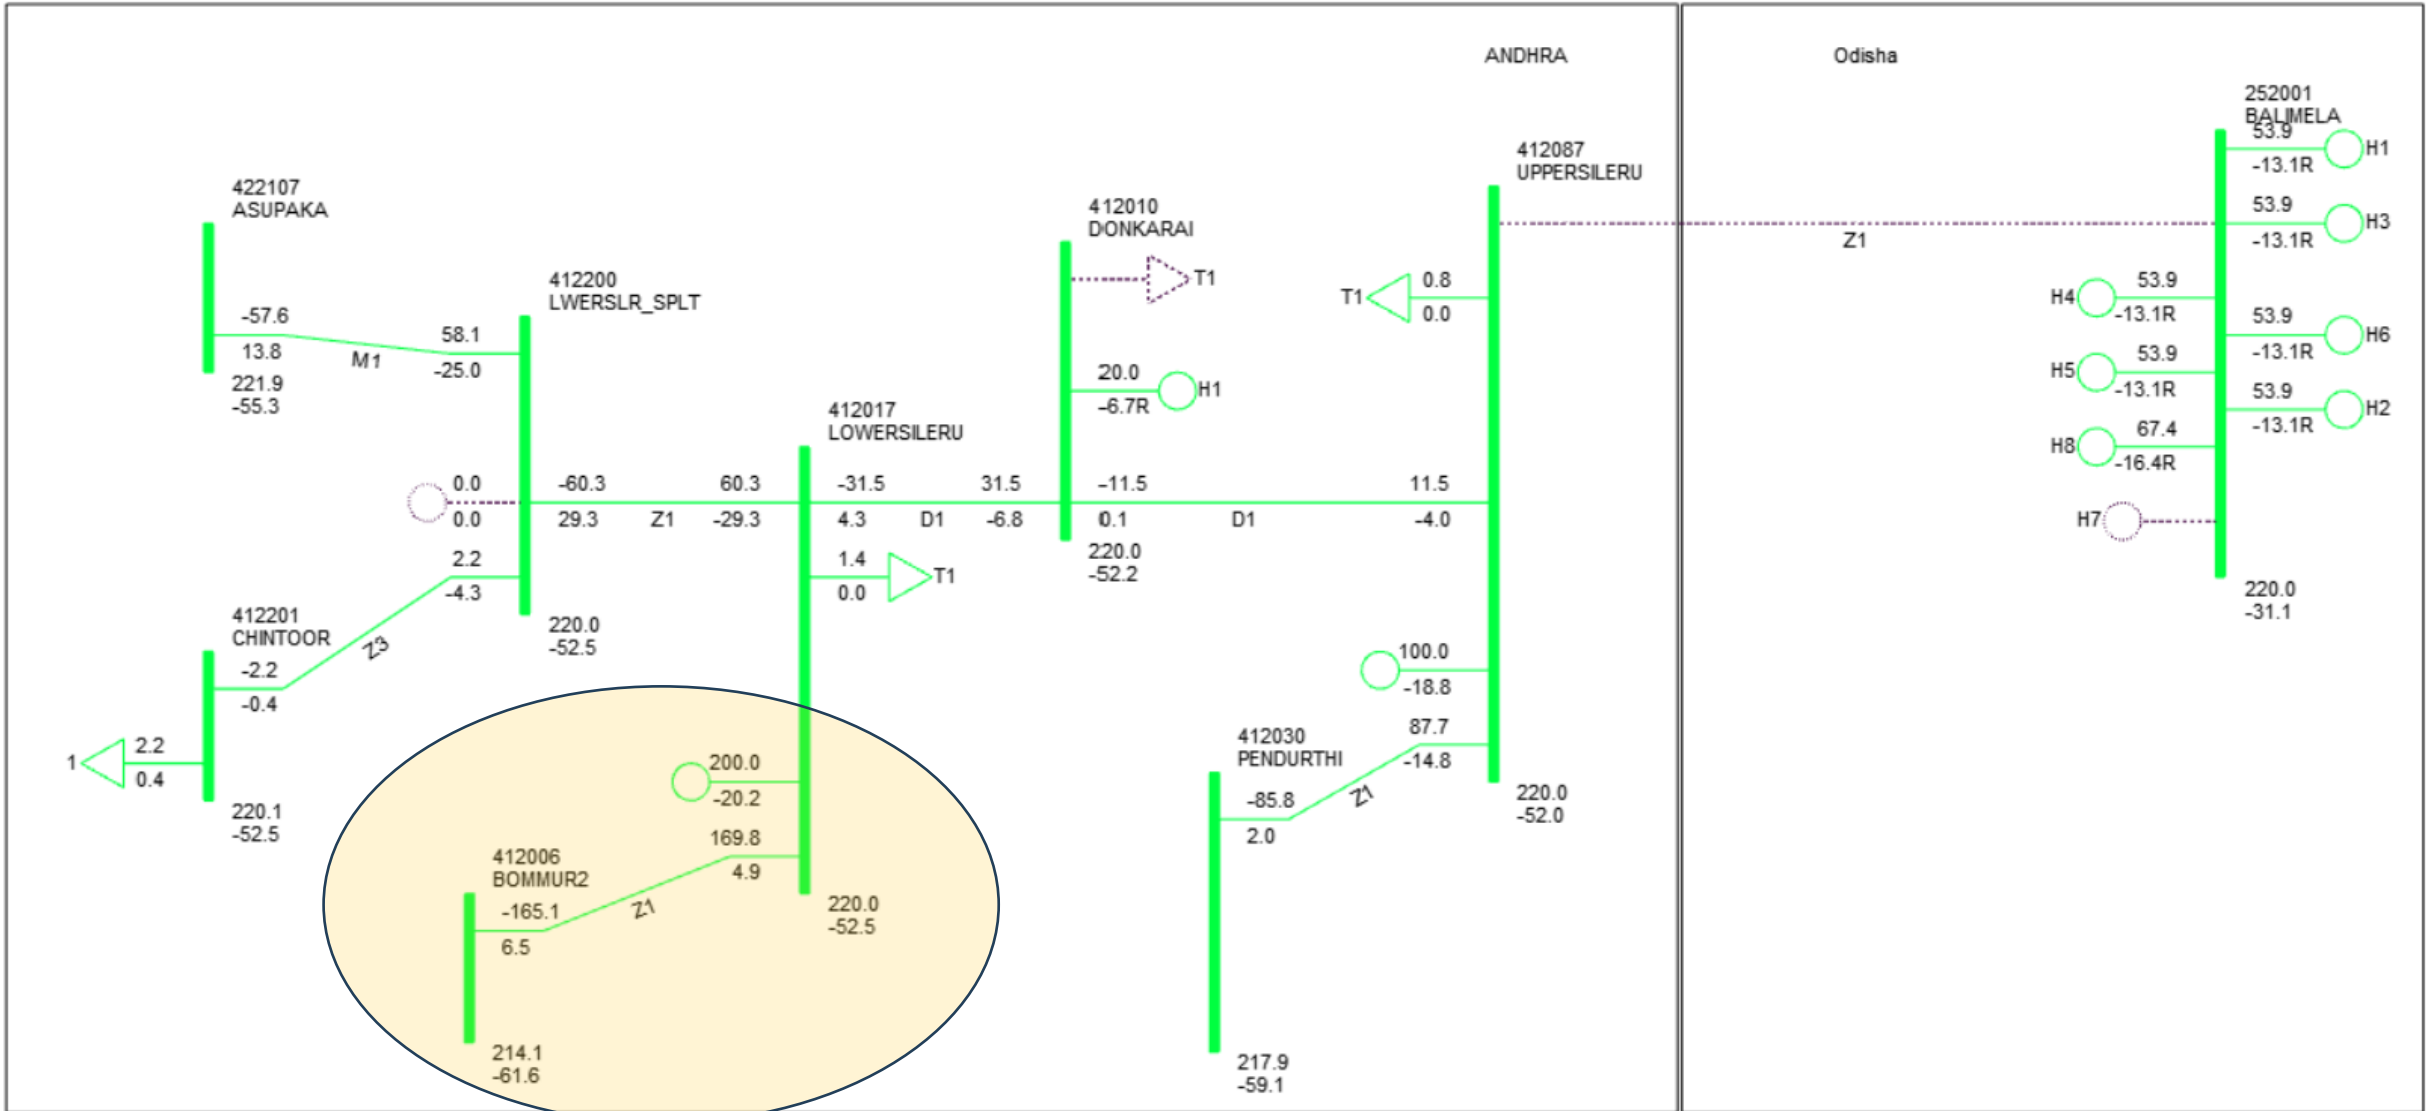 ANDHRA
Odisha
252001
BALIMELA
53.9
-13.1R
H1
53.9
-13.1R
H3
H4
53.9
-13.1R
53.9
-13.1R
H6
H5
53.9
-13.1R
53.9
-13.1R
H2
H8
67.4
-16.4R
H7
220.0
-31.1
Z1
412087
UPPERSILERU
T1
0.8
0.0
11.5
-4.0
100.0
-18.8
87.7
-14.8
220.0
-52.0
412030
PENDURTHI
-85.8
2.0
Z1
217.9
-59.1
412010
DONKARAI
T1
20.0
-6.7R
H1
31.5
-6.8
-11.5
0.1
D1
220.0
-52.2
412017
LOWERSILERU
60.3
-29.3
-31.5
4.3
D1
1.4
0.0
T1
200.0
-20.2
169.8
4.9
220.0
-52.5
412006
BOMMUR2
-165.1
6.5
Z1
214.1
-61.6
422107
ASUPAKA
-57.6
13.8
M1
221.9
-55.3
412200
LWERSLR_SPLT
58.1
-25.0
0.0
0.0
-60.3
29.3
Z1
2.2
-4.3
220.0
-52.5
412201
CHINTOOR
-2.2
-0.4
Z3
1
2.2
0.4
220.1
-52.5